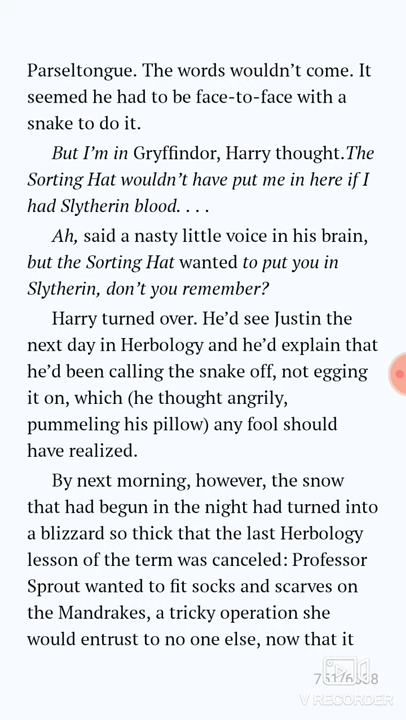 Parseltongue. The words wouldn’t come. It
seemed he had to be face-to-face with a
snake to do it.
But I’m in Gryffindor, Harry thought.The
Sorting Hat wouldn’t have put me in here if I
had Slytherin blood. . . .
Ah, said a nasty little voice in his brain,
but the Sorting Hat wanted to put you in
Slytherin, don’t you remember?
Harry turned over. He’d see Justin the
next day in Herbology and he’d explain that
he’d been calling the snake off, not egging
it on, which (he thought angrily,
pummeling his pillow) any fool should
have realized.
By next morning, however, the snow
that had begun in the night had turned into
a blizzard so thick that the last Herbology
lesson of the term was canceled: Professor
Sprout wanted to fit socks and scarves on
the Mandrakes, a tricky operation she
would entrust to no one else, now that it
V RECORDER